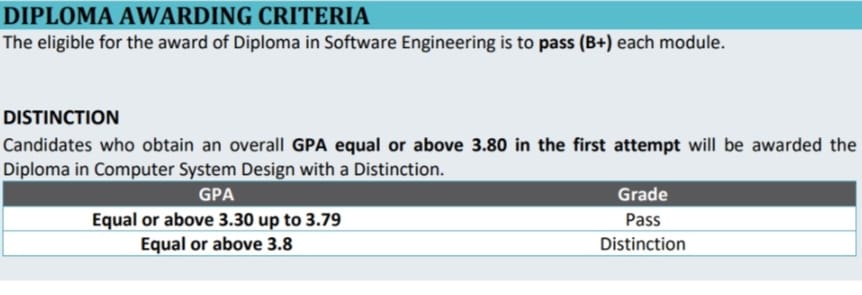 DIPLOMA AWARDING CRITERIA
The eligible for the award of Diploma in Software Engineering is to pass (B+) each module.
DISTINCTION
Candidates who obtain an overall GPA equal or above 3.80 in the first attempt will be awarded the
Diploma in Computer System Design with a Distinction.
GPA Grade
Equal or above 3.30 up to 3.79 Pass
Equal or above 3.8 Distinction